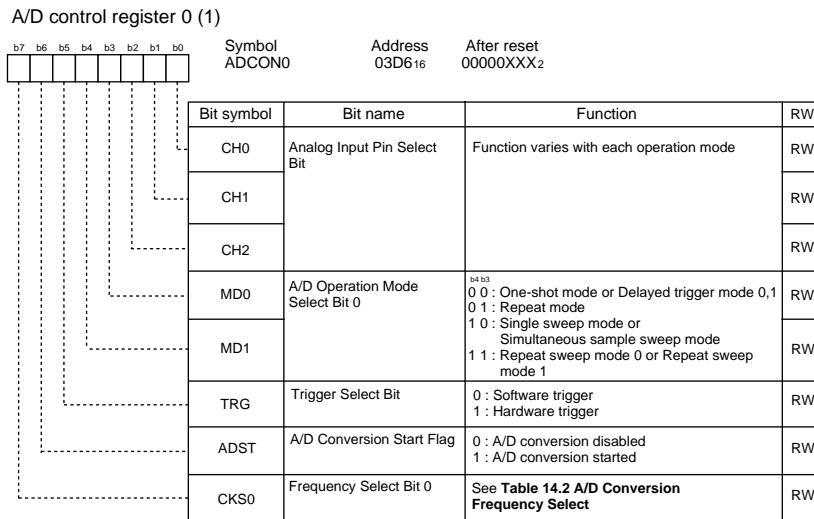 A/D control register 0 (1)
b7 b6 b5 b4 b3 b2 b1 b0
Symbol Address After reset
ADCON0 03D616 00000XXX2
Bit symbol Bit name Function RW
CH0 Analog Input Pin Select Bit Function varies with each operation mode RW
CH1 RW
CH2 RW
MD0 A/D Operation Mode Select Bit 0 RW
b4 b3
0 0 : One-shot mode or Delayed trigger mode 0,1
0 1 : Repeat mode
1 0 : Single sweep mode or
Simultaneous sample sweep mode
1 1 : Repeat sweep mode 0 or Repeat sweep
mode 1
MD1 RW
TRG Trigger Select Bit RW
0 : Software trigger
1 : Hardware trigger
ADST A/D Conversion Start Flag RW
0 : A/D conversion disabled
1 : A/D conversion started
CKS0 Frequency Select Bit 0 RW
See Table 14.2 A/D Conversion
Frequency Select